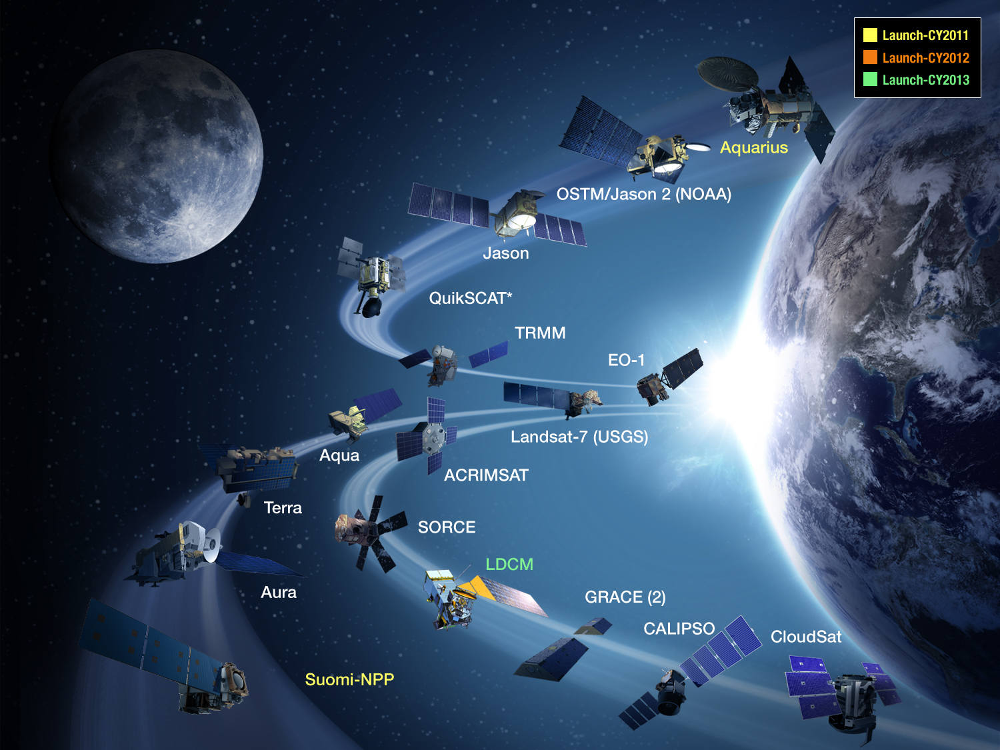 Launch-CY2011
Launch-CY2012
Launch-CY2013
Aquarius
OSTM/Jason 2 (NOAA)
Jason
QuikSCAT*
TRMM
EO-1
Landsat-7 (USGS)
Aqua
ACRIMSAT
Terra
SORCE
LDCM
Aura
GRACE (2)
CALIPSO
CloudSat
Suomi-NPP